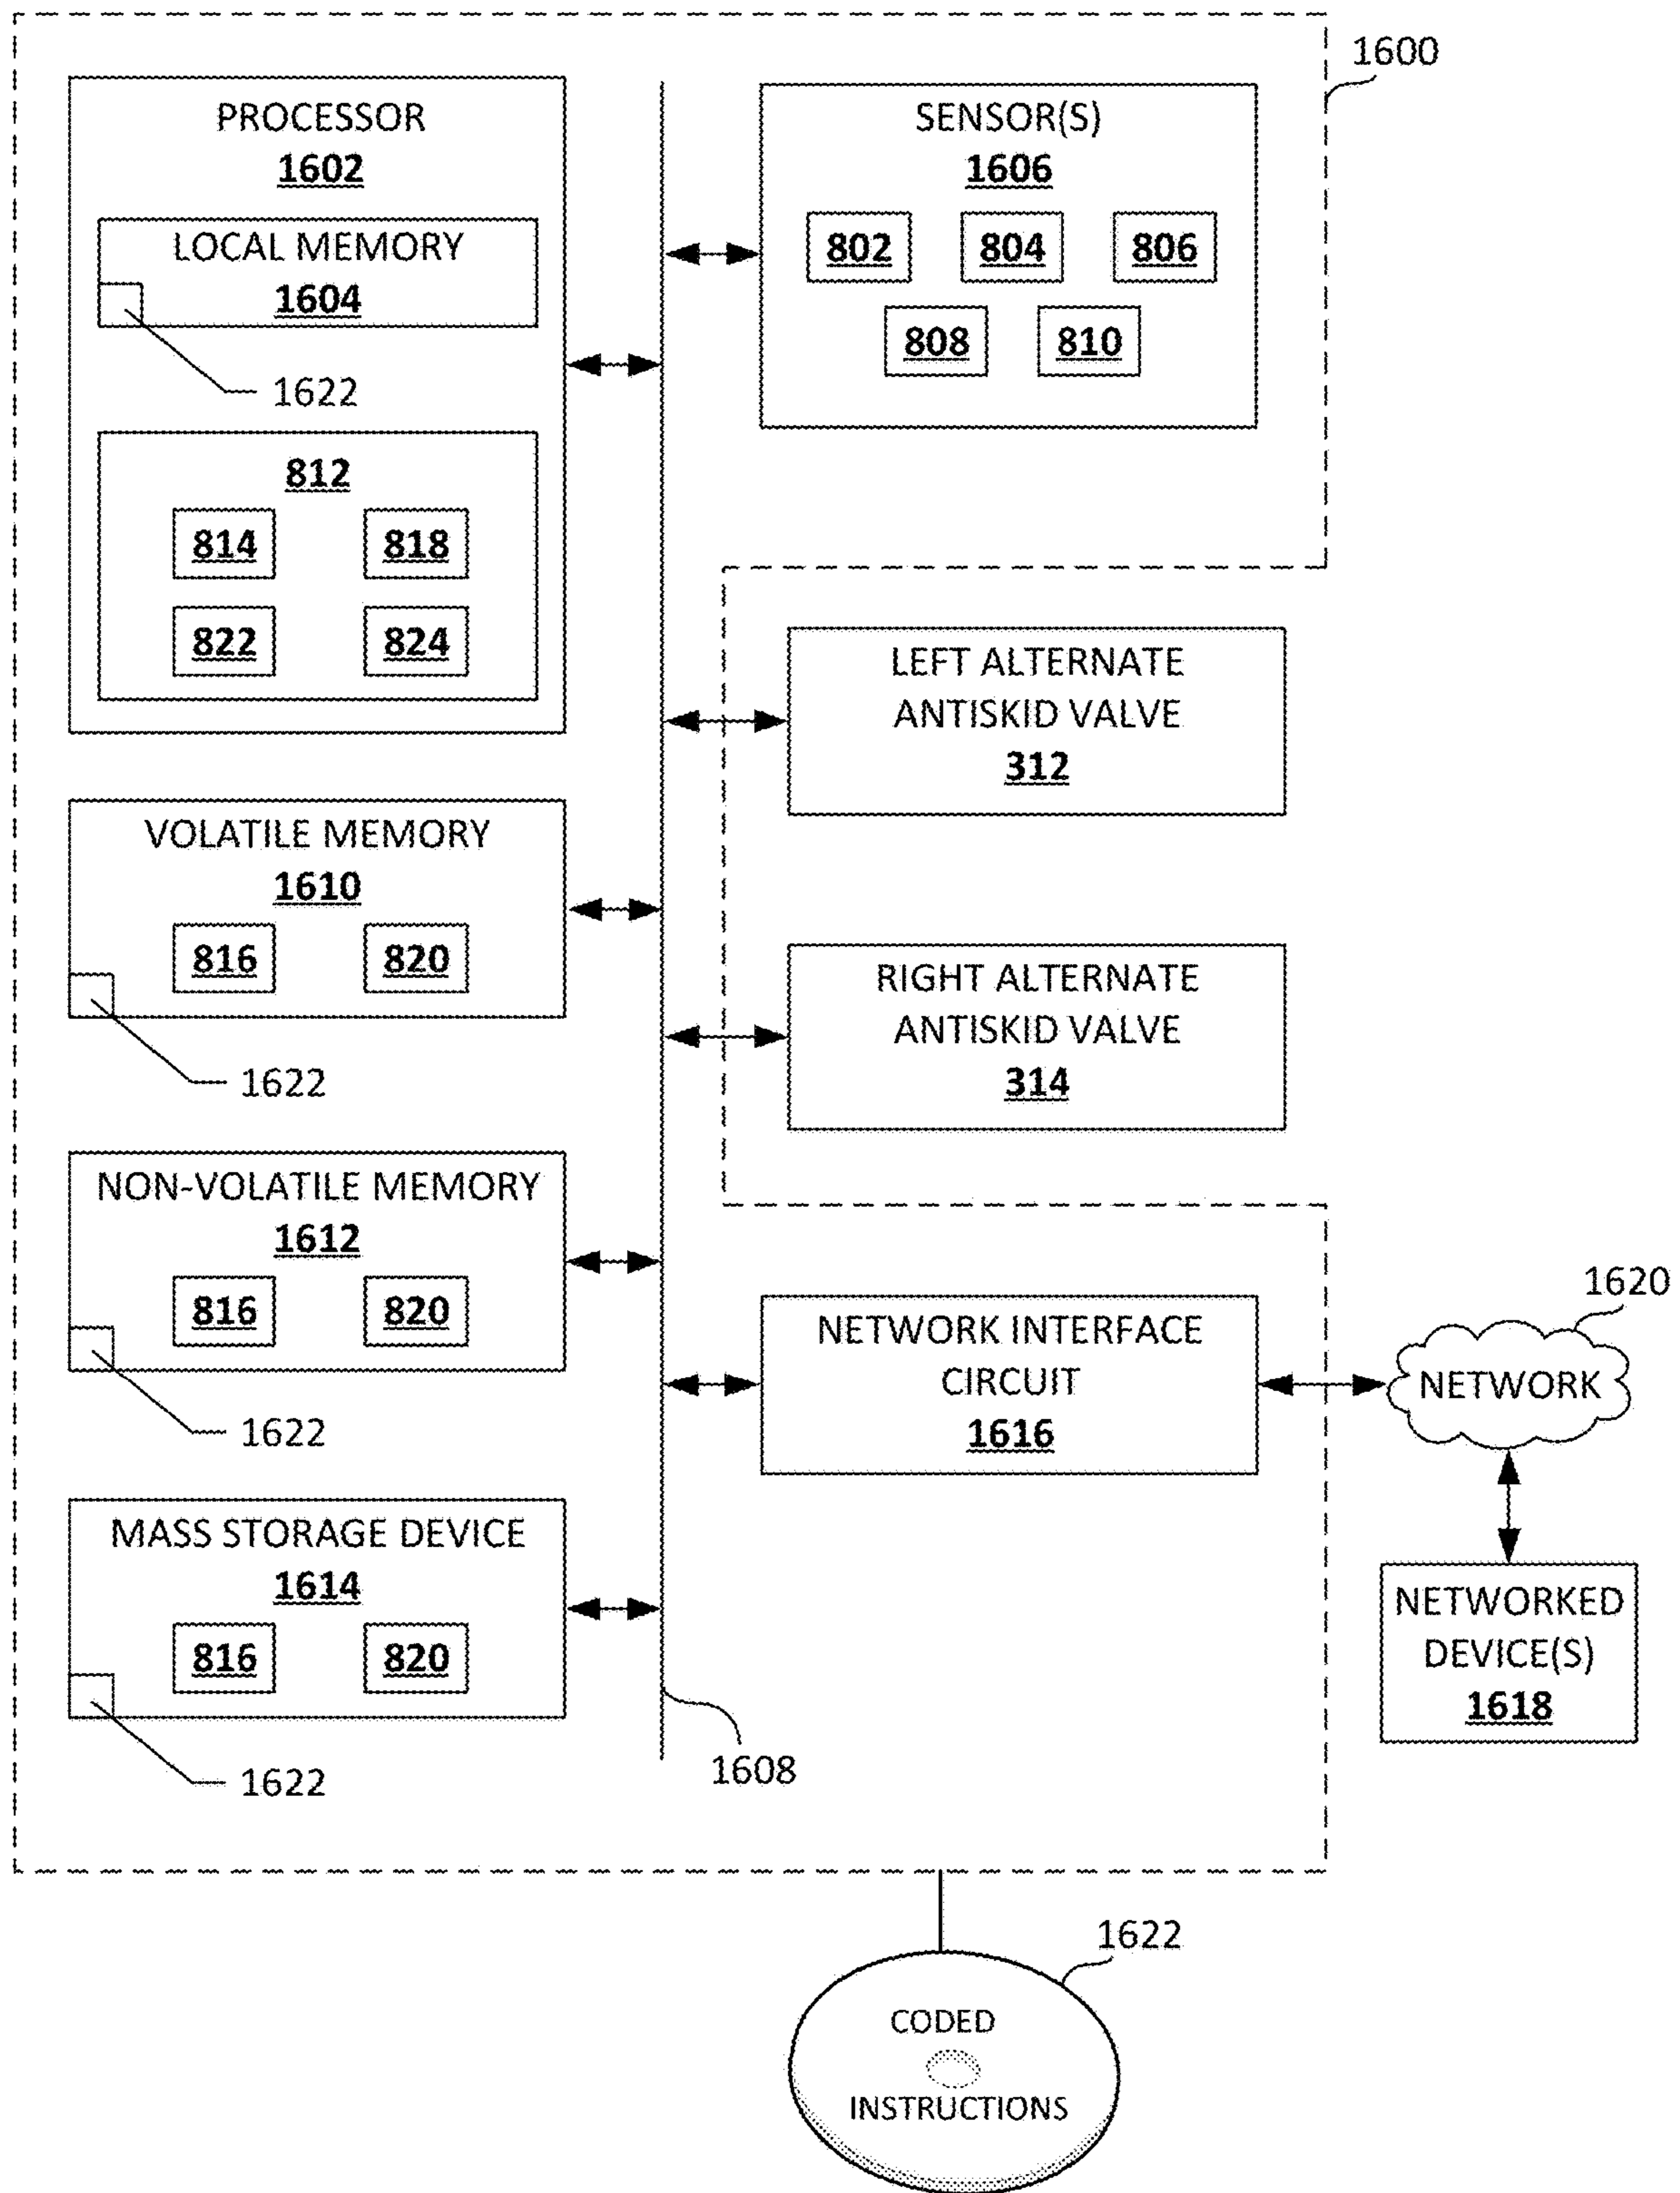 1600
PROCESSOR
1602
LOCAL MEMORY
1604
1622
812
814 818
822 824
SENSOR(S)
1606
802 804 806
808 810
LEFT ALTERNATE
ANTISKID VALVE
312
VOLATILE MEMORY
1610
816 820
1622
RIGHT ALTERNATE
ANTISKID VALVE
314
NON-VOLATILE MEMORY
1612
816 820
1622
NETWORK INTERFACE
CIRCUIT
1616
1620
NETWORK
MASS STORAGE DEVICE
1614
816 820
1622
1608
NETWORKED
DEVICE(S)
1618
1622
CODED
INSTRUCTIONS